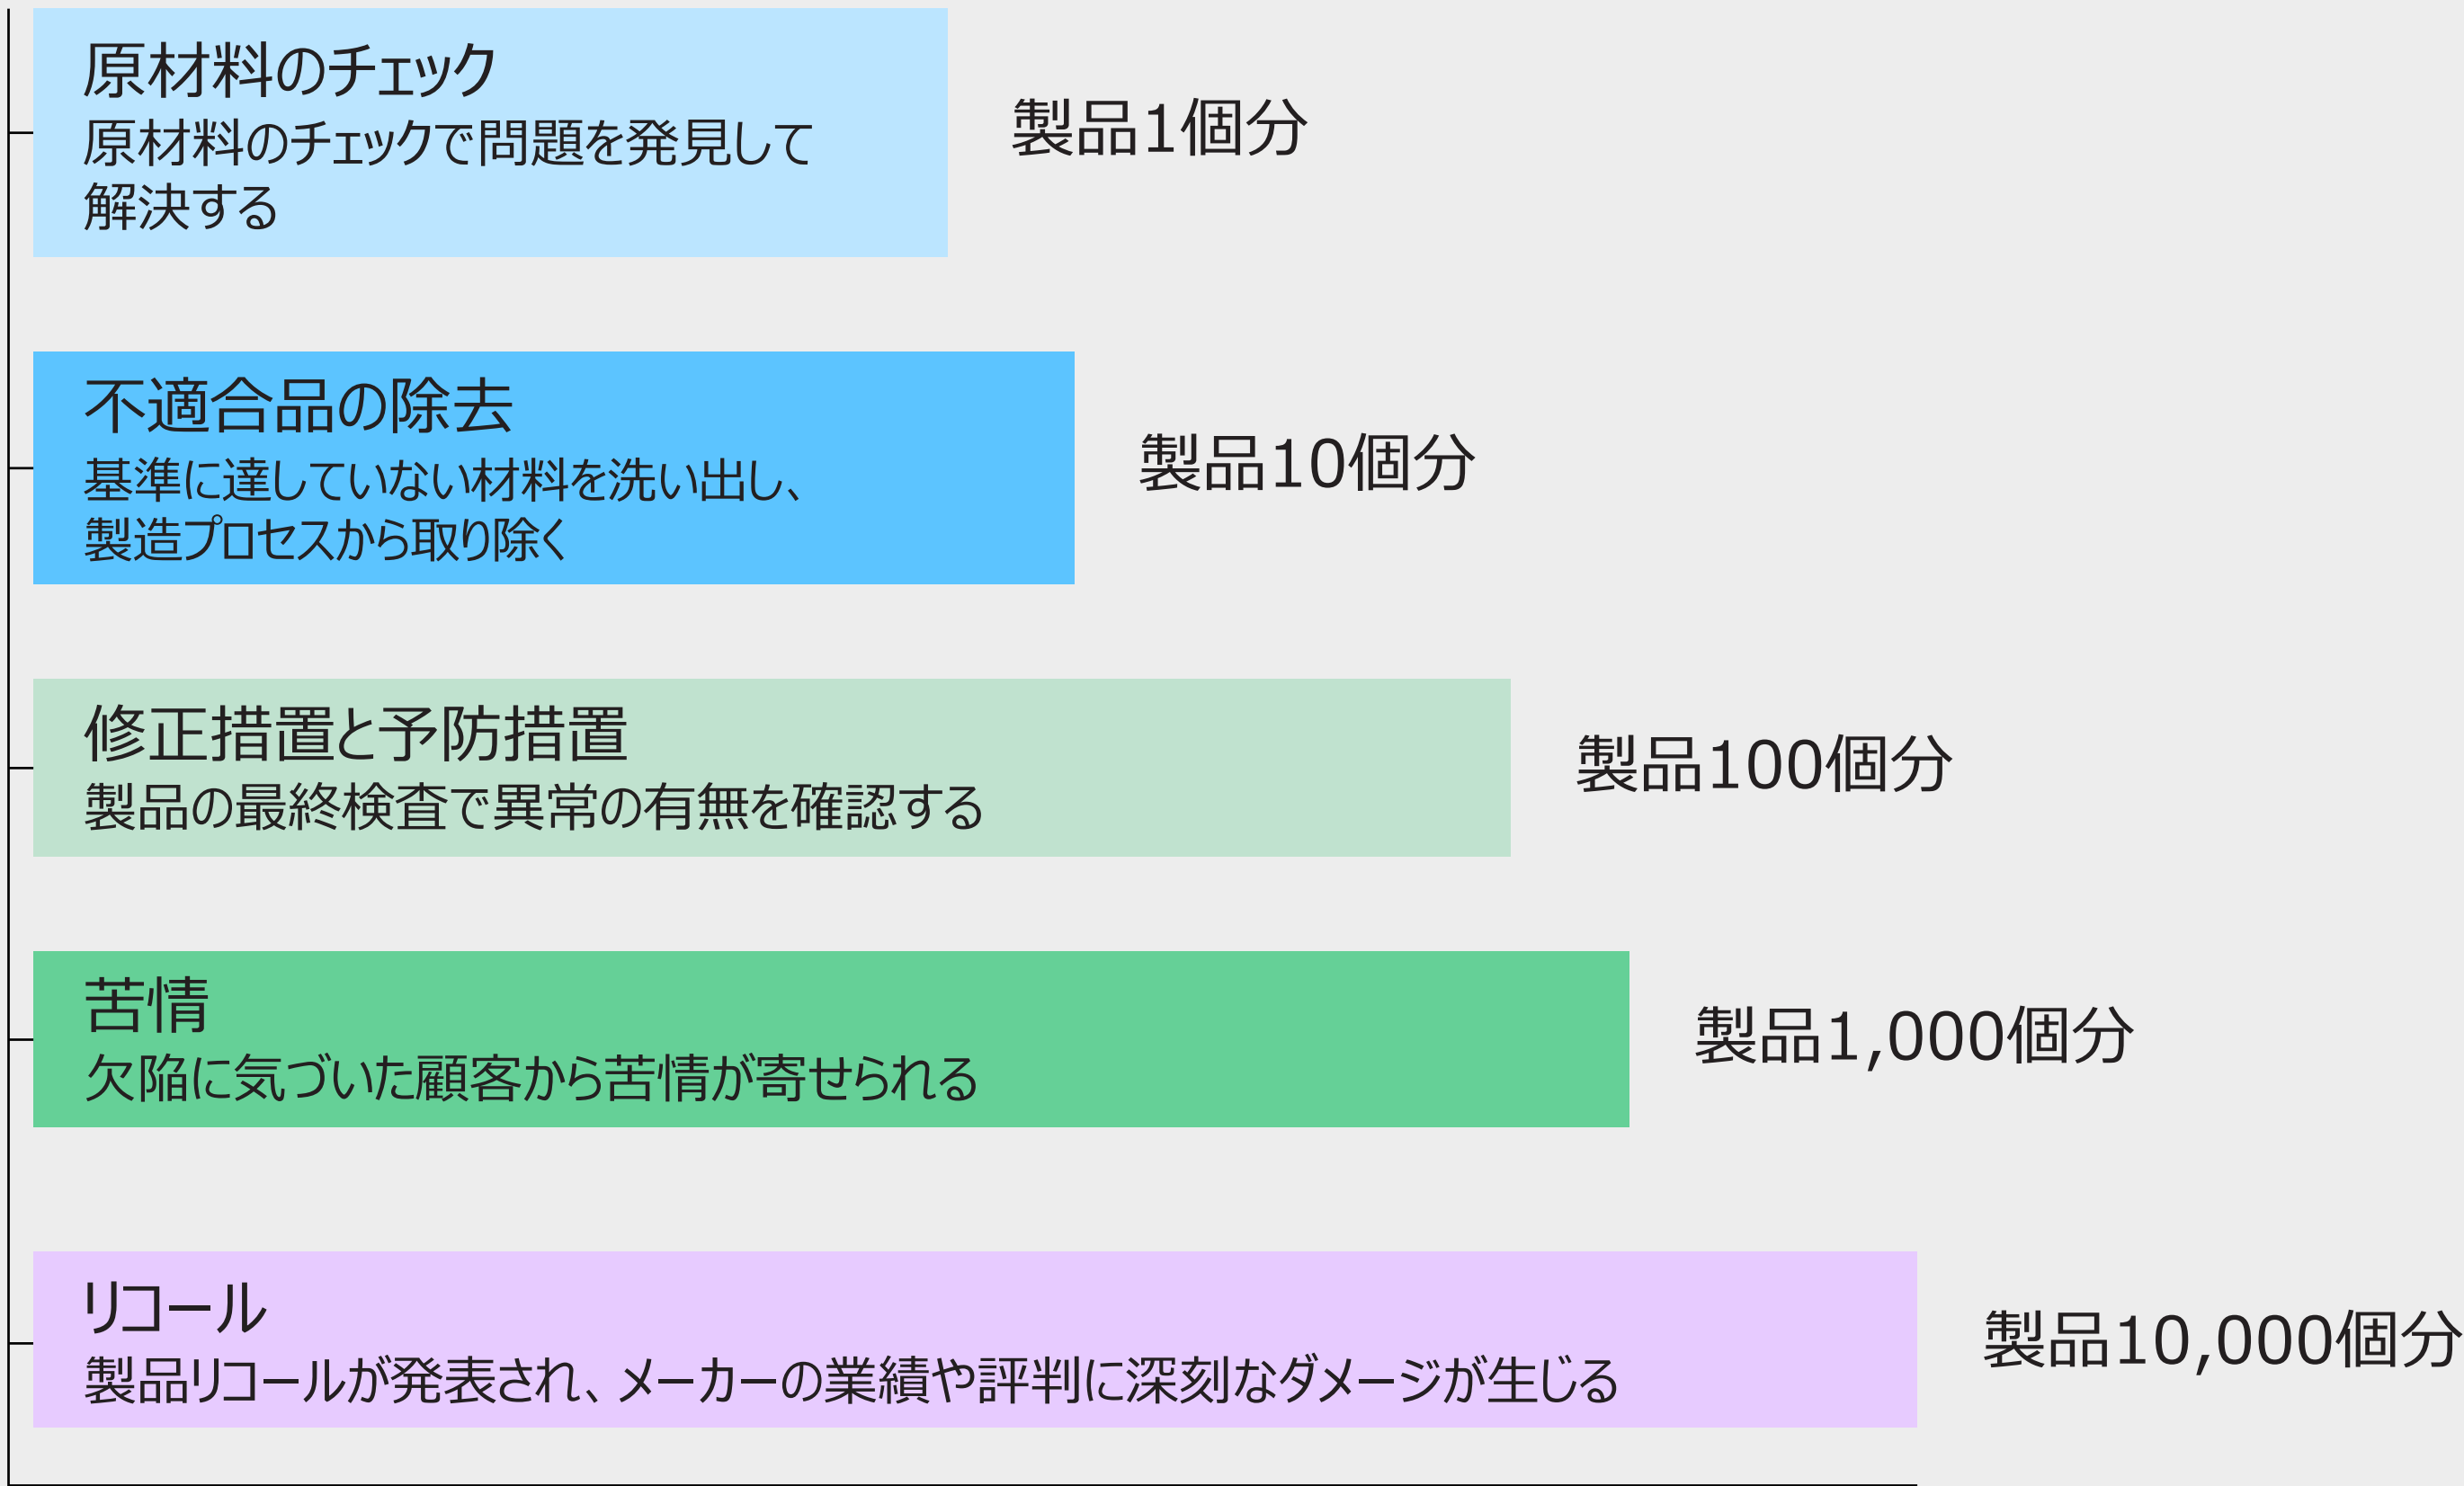 原材料のチェック
原材料のチェックで問題を発見して
解決する
製品1個分
不適合品の除去
基準に達していない材料を洗い出し、
製造プロセスから取り除く
製品10個分
修正措置と予防措置
製品の最終検査で異常の有無を確認する
製品100個分
苦情
欠陥に気づいた顧客から苦情が寄せられる
製品1,000個分
リコール
製品リコールが発表され、メーカーの業績や評判に深刻なダメージが生じる
製品10,000個分